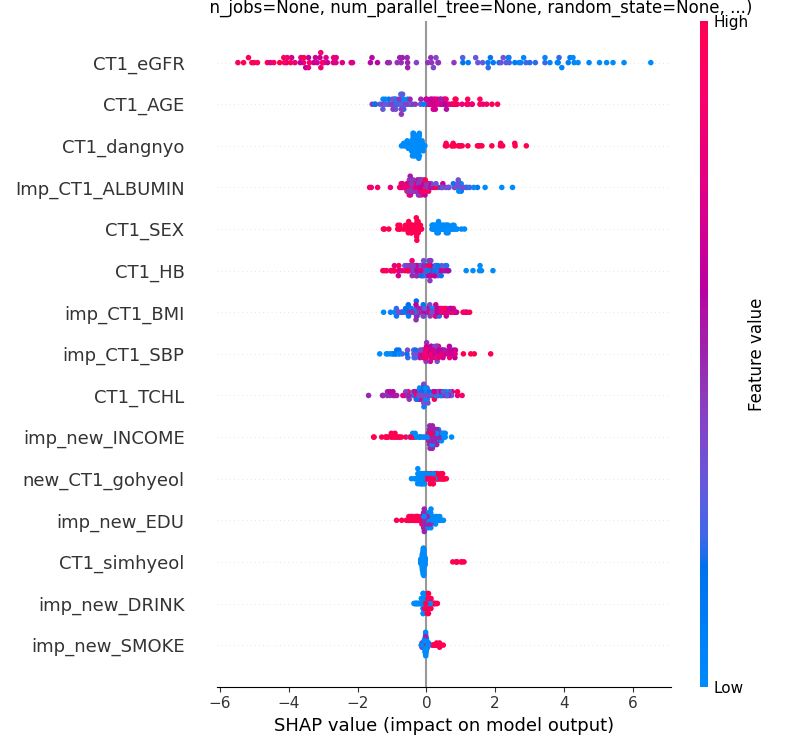 n_jobs=None, num_parallel_tree=None, random_state=None, ...)
High
CT1_eGFR
CT1_AGE
CT1_dangnyo
Imp_CT1_ALBUMIN
CT1_SEX
CT1_HB
imp_CT1_BMI
imp_CT1_SBP
CT1_TCHL
imp_new_INCOME
new_CT1_gohyeol
imp_new_EDU
CT1_simhyeol
imp_new_DRINK
imp_new_SMOKE
Feature value
Low
−6 −4 −2 0 2 4 6
SHAP value (impact on model output)